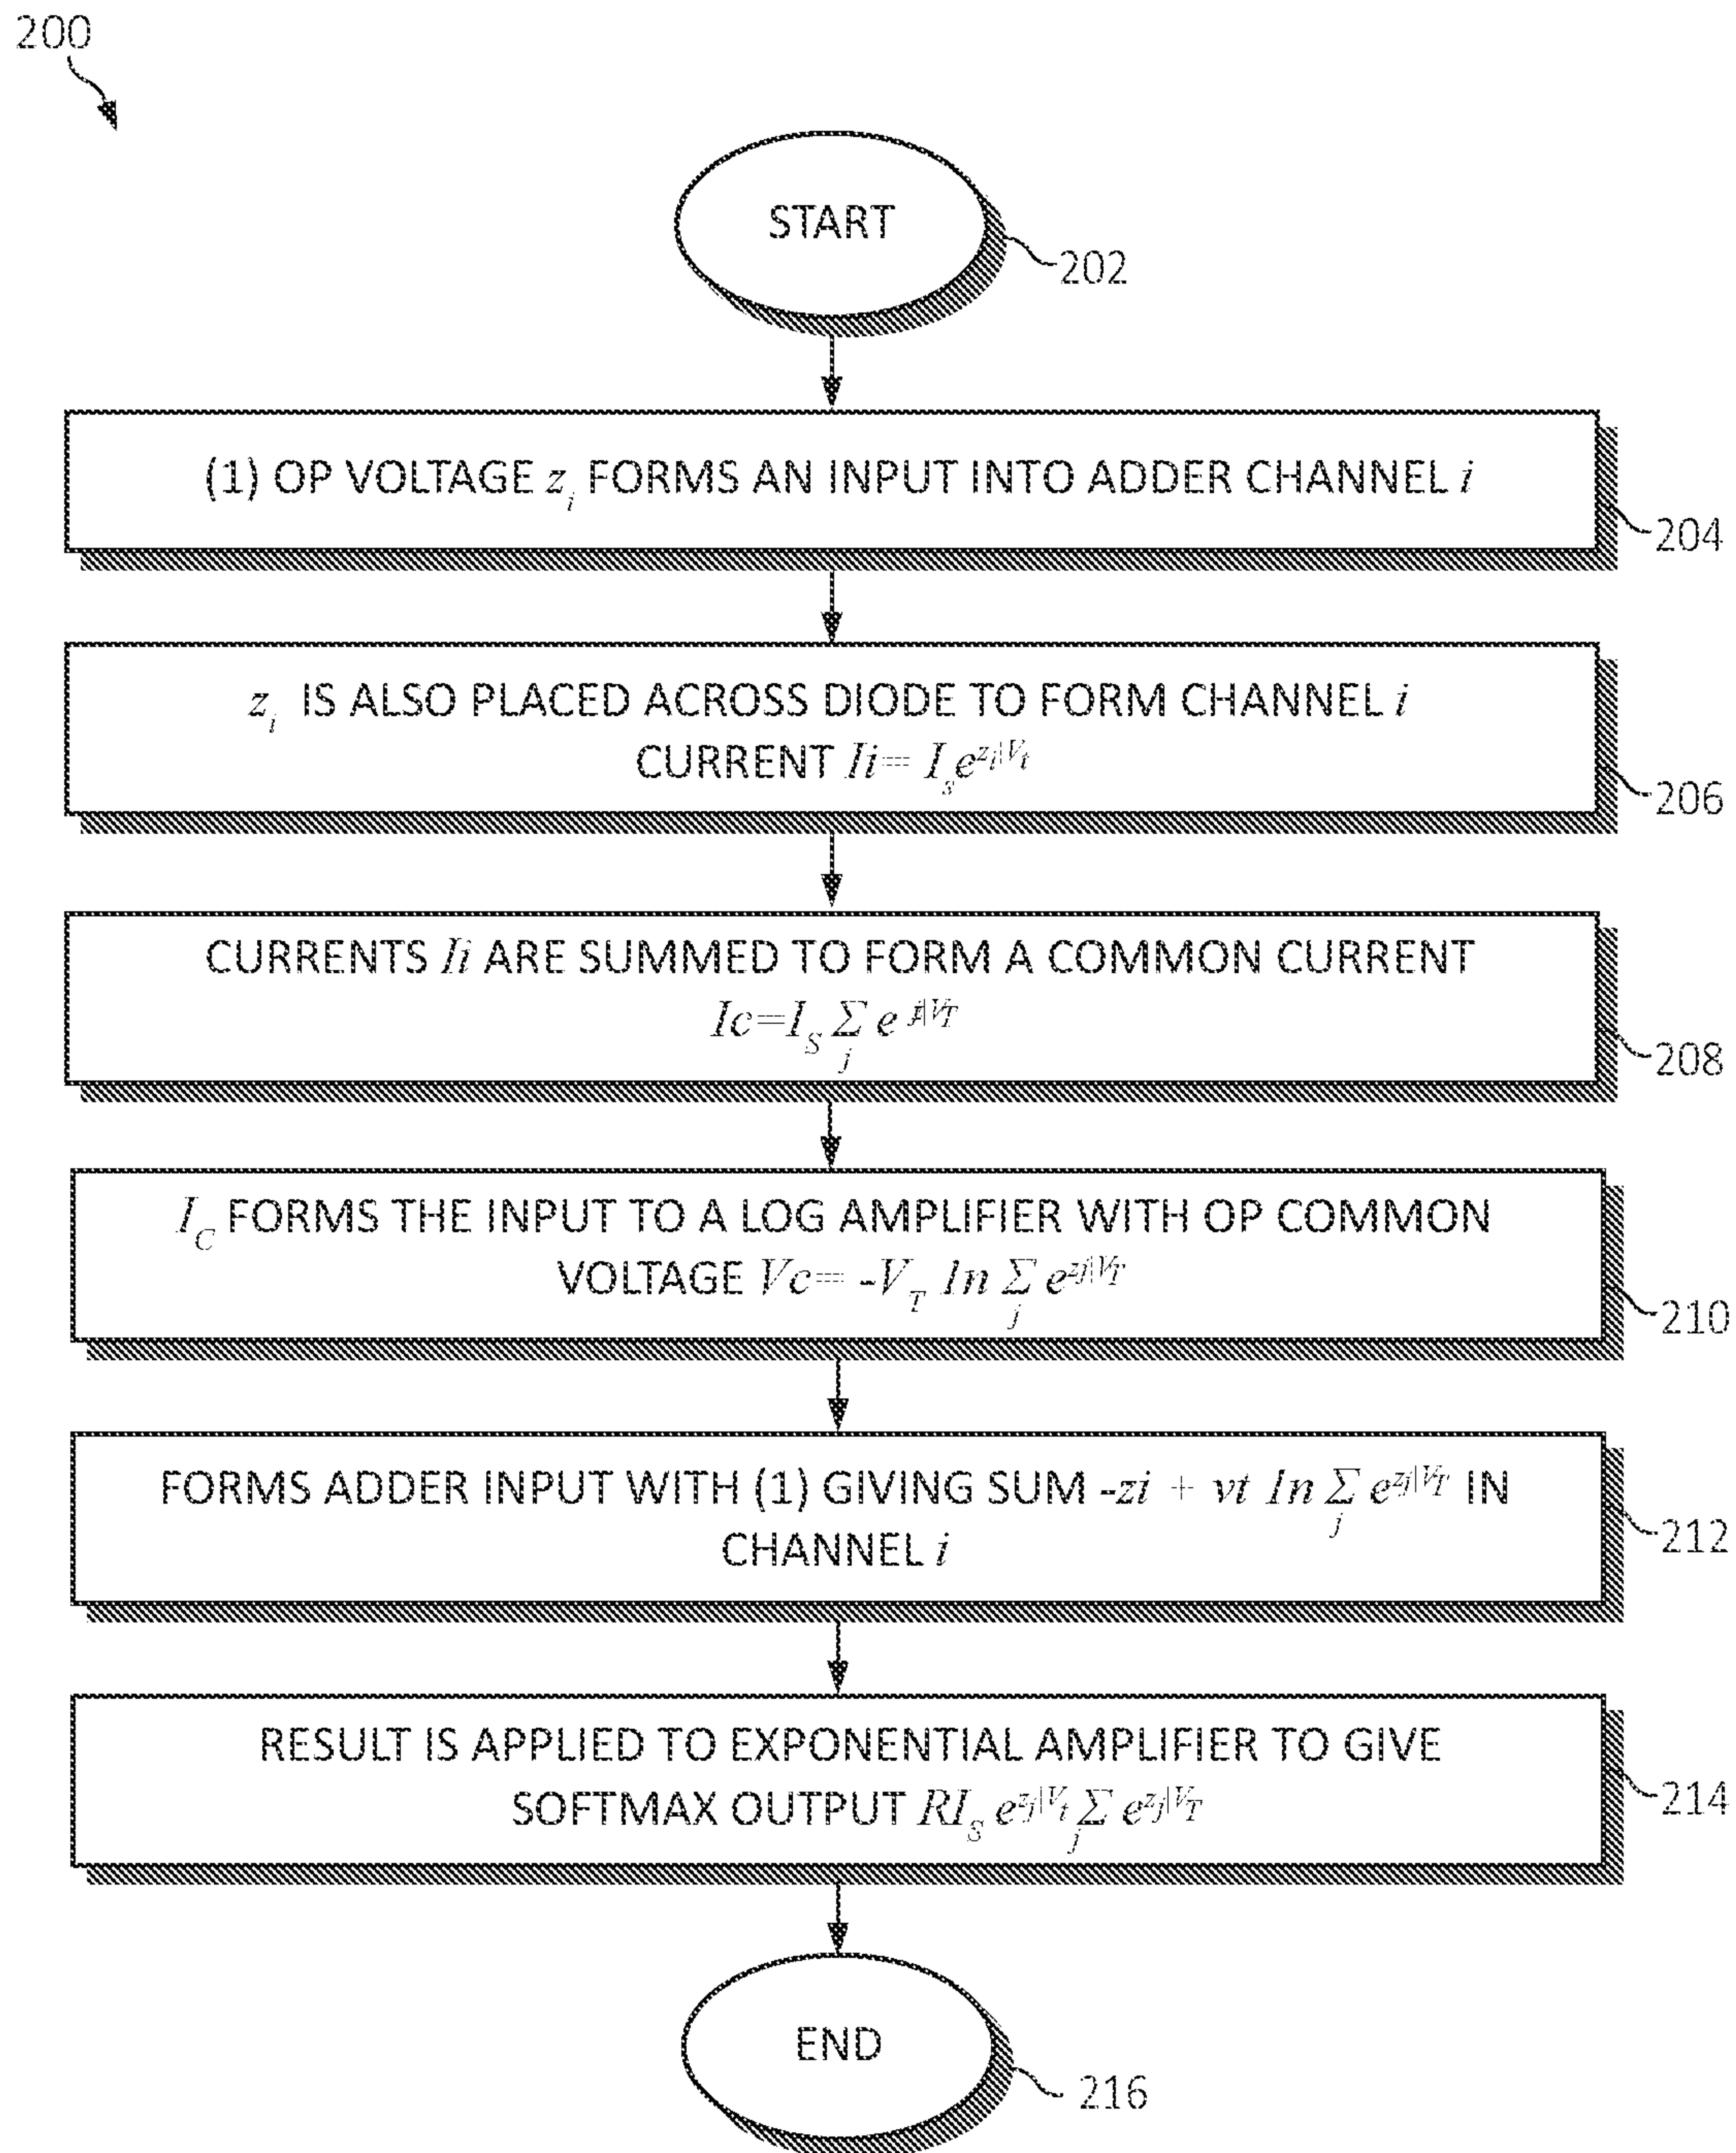 200
START
202
(1) OP VOLTAGE z_i FORMS AN INPUT INTO ADDER CHANNEL i
204
z_i IS ALSO PLACED ACROSS DIODE TO FORM CHANNEL i
CURRENT Ii= I_s e^{zi|Vt}
206
CURRENTS Ii ARE SUMMED TO FORM A COMMON CURRENT
Ic=I_S Σ_j e^{|VT}
208
I_C FORMS THE INPUT TO A LOG AMPLIFIER WITH OP COMMON
VOLTAGE Vc= -V_T In Σ_j e^{zj|VT}
210
FORMS ADDER INPUT WITH (1) GIVING SUM -zi + vt In Σ_j e^{zj|VT} IN
CHANNEL i
212
RESULT IS APPLIED TO EXPONENTIAL AMPLIFIER TO GIVE
SOFTMAX OUTPUT RI_S e^{zj|Vt} Σ_j e^{zj|VT}
214
END
216